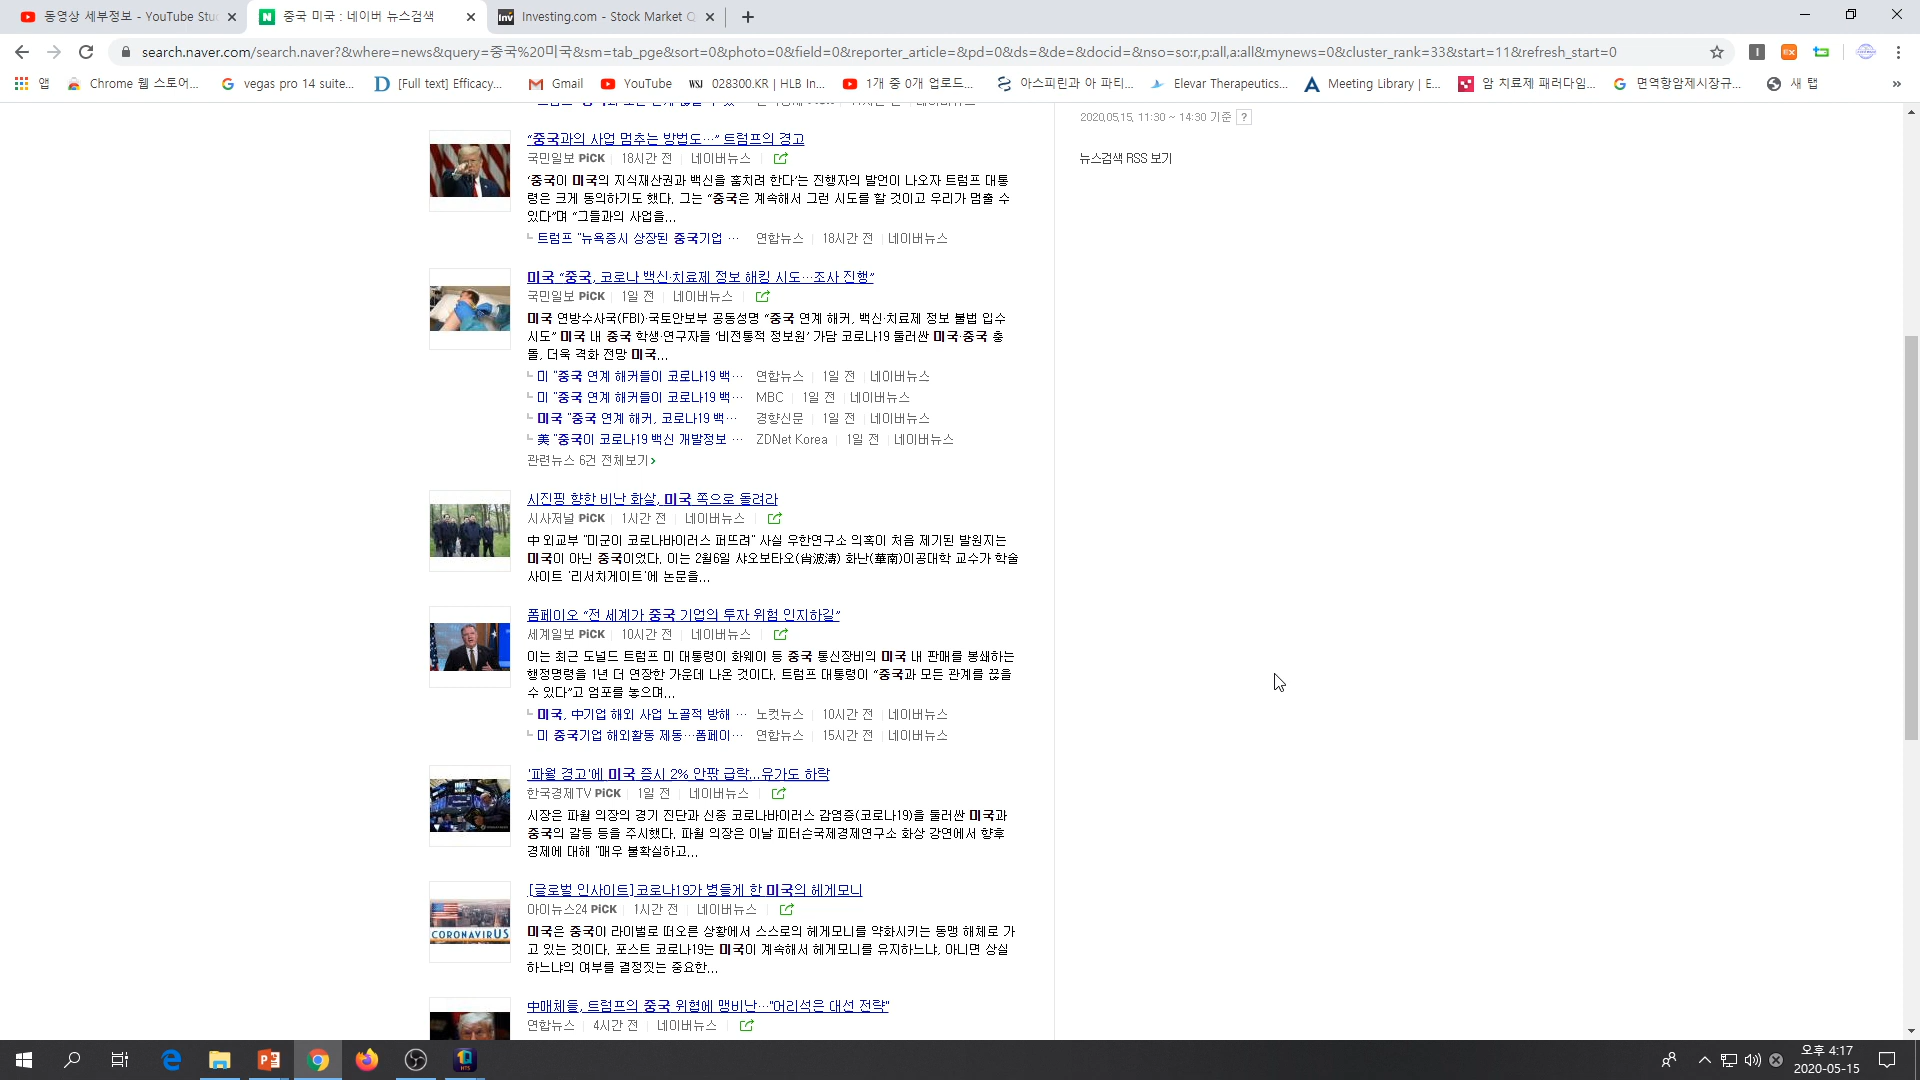 동영상 세부정보 - YouTube Stu
중국 미국 : 네이버 뉴스검색
Investing.com - Stock Market Q
search.naver.com/search.naver?&where=news&query=중국%20미국&sm=tab_pge&sort=0&photo=0&field=0&reporter_article=&pd=0&ds=&de=&docid=&nso=so:r,p:all,a:all&mynews=0&cluster_rank=33&start=11&refresh_start=0
앱
Chrome 웹 스토어...
vegas pro 14 suite...
[Full text] Efficacy...
Gmail
YouTube
WSJ 028300.KR | HLB In...
1개 중 0개 업로드...
아스피린과 아 파티...
Elevar Therapeutics...
Meeting Library | E...
암 치료제 패러다임...
면역항암제시장규...
새 탭
»
2020.05.15. 11:30 ~ 14:30 기준 ?
뉴스검색 RSS 보기
“중국과의 사업 멈추는 방법도…” 트럼프의 경고
국민일보 PiCK 18시간 전 네이버뉴스
‘중국이 미국의 지식재산권과 백신을 훔치려 한다’는 진행자의 발언이 나오자 트럼프 대통
령은 크게 동의하기도 했다. 그는 “중국은 계속해서 그런 시도를 할 것이고 우리가 멈출 수
있다”며 “그들과의 사업을...
트럼프 "뉴욕증시 상장된 중국기업 … 연합뉴스 18시간 전 네이버뉴스
미국 “중국, 코로나 백신·치료제 정보 해킹 시도…조사 진행”
국민일보 PiCK 1일 전 네이버뉴스
미국 연방수사국(FBI)·국토안보부 공동성명 “중국 연계 해커, 백신·치료제 정보 불법 입수
시도” 미국 내 중국 학생·연구자들 ‘비전통적 정보원’ 가담 코로나19 둘러싼 미국·중국 충
돌, 더욱 격화 전망 미국...
미 "중국 연계 해커들이 코로나19 백… 연합뉴스 1일 전 네이버뉴스
미 "중국 연계 해커들이 코로나19 백… MBC 1일 전 네이버뉴스
미국 "중국 연계 해커, 코로나19 백… 경향신문 1일 전 네이버뉴스
美 "중국이 코로나19 백신 개발정보 … ZDNet Korea 1일 전 네이버뉴스
관련뉴스 6건 전체보기 >
시진핑 향한 비난 화살, 미국 쪽으로 돌려라
시사저널 PiCK 1시간 전 네이버뉴스
中 외교부 "미군이 코로나바이러스 퍼뜨려" 사실 우한연구소 의혹이 처음 제기된 발원지는
미국이 아닌 중국이었다. 이는 2월6일 샤오보타오(肖波濤) 화난(華南)이공대학 교수가 학술
사이트 '리서치게이트'에 논문을...
폼페이오 “전 세계가 중국 기업의 투자 위험 인지하길”
세계일보 PiCK 10시간 전 네이버뉴스
이는 최근 도널드 트럼프 미 대통령이 화웨이 등 중국 통신장비의 미국 내 판매를 봉쇄하는
행정명령을 1년 더 연장한 가운데 나온 것이다. 트럼프 대통령이 “중국과 모든 관계를 끊을
수 있다”고 엄포를 놓으며...
미국, 中기업 해외 사업 노골적 방해 … 노컷뉴스 10시간 전 네이버뉴스
미 중국기업 해외활동 제동…폼페이… 연합뉴스 15시간 전 네이버뉴스
'파월 경고'에 미국 증시 2% 안팎 급락...유가도 하락
한국경제TV PiCK 1일 전 네이버뉴스
시장은 파월 의장의 경기 진단과 신종 코로나바이러스 감염증(코로나19)을 둘러싼 미국과
중국의 갈등 등을 주시했다. 파월 의장은 이날 피터슨국제경제연구소 화상 강연에서 향후
경제에 대해 "매우 불확실하고...
[글로벌 인사이트]코로나19가 병들게 한 미국의 헤게모니
아이뉴스24 PiCK 1시간 전 네이버뉴스
미국은 중국이 라이벌로 떠오른 상황에서 스스로의 헤게모니를 약화시키는 동맹 해체로 가
고 있는 것이다. 포스트 코로나19는 미국이 계속해서 헤게모니를 유지하느냐, 아니면 상실
하느냐의 여부를 결정짓는 중요한...
CORONAVIRUS
中매체들, 트럼프의 중국 위협에 맹비난…"어리석은 대선 전략"
연합뉴스 4시간 전 네이버뉴스
오후 4:17
2020-05-15